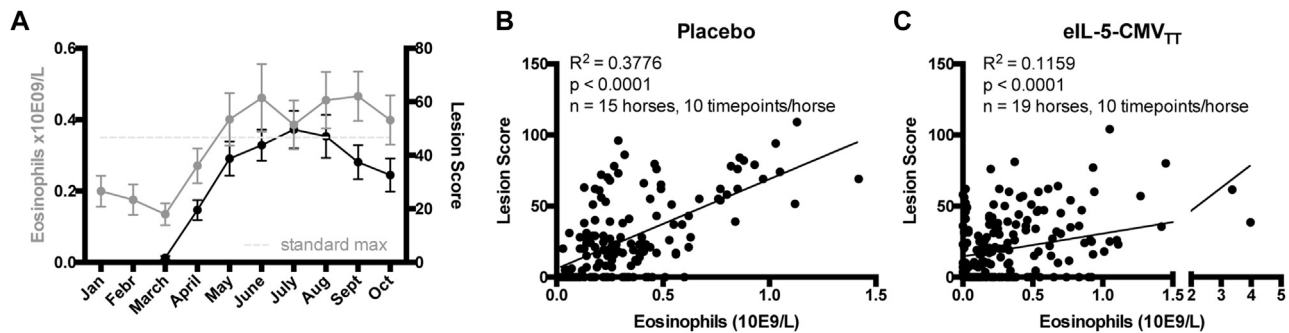 A
Eosinophils x10E09/L
0.6
0.4
0.2
0.0
80
60
40
20
0
Lesion Score
standard max
Jan
Febr
March
April
May
June
July
Aug
Sept
Oct
B
Placebo
R² = 0.3776
p < 0.0001
n = 15 horses, 10 timepoints/horse
Lesion Score
150
100
50
0
0.0 0.5 1.0 1.5
Eosinophils (10E9/L)
C
eIL-5-CMV_TT
R² = 0.1159
p < 0.0001
n = 19 horses, 10 timepoints/horse
Lesion Score
150
100
50
0
0.0 0.5 1.0 1.5 2 3 4 5
Eosinophils (10E9/L)